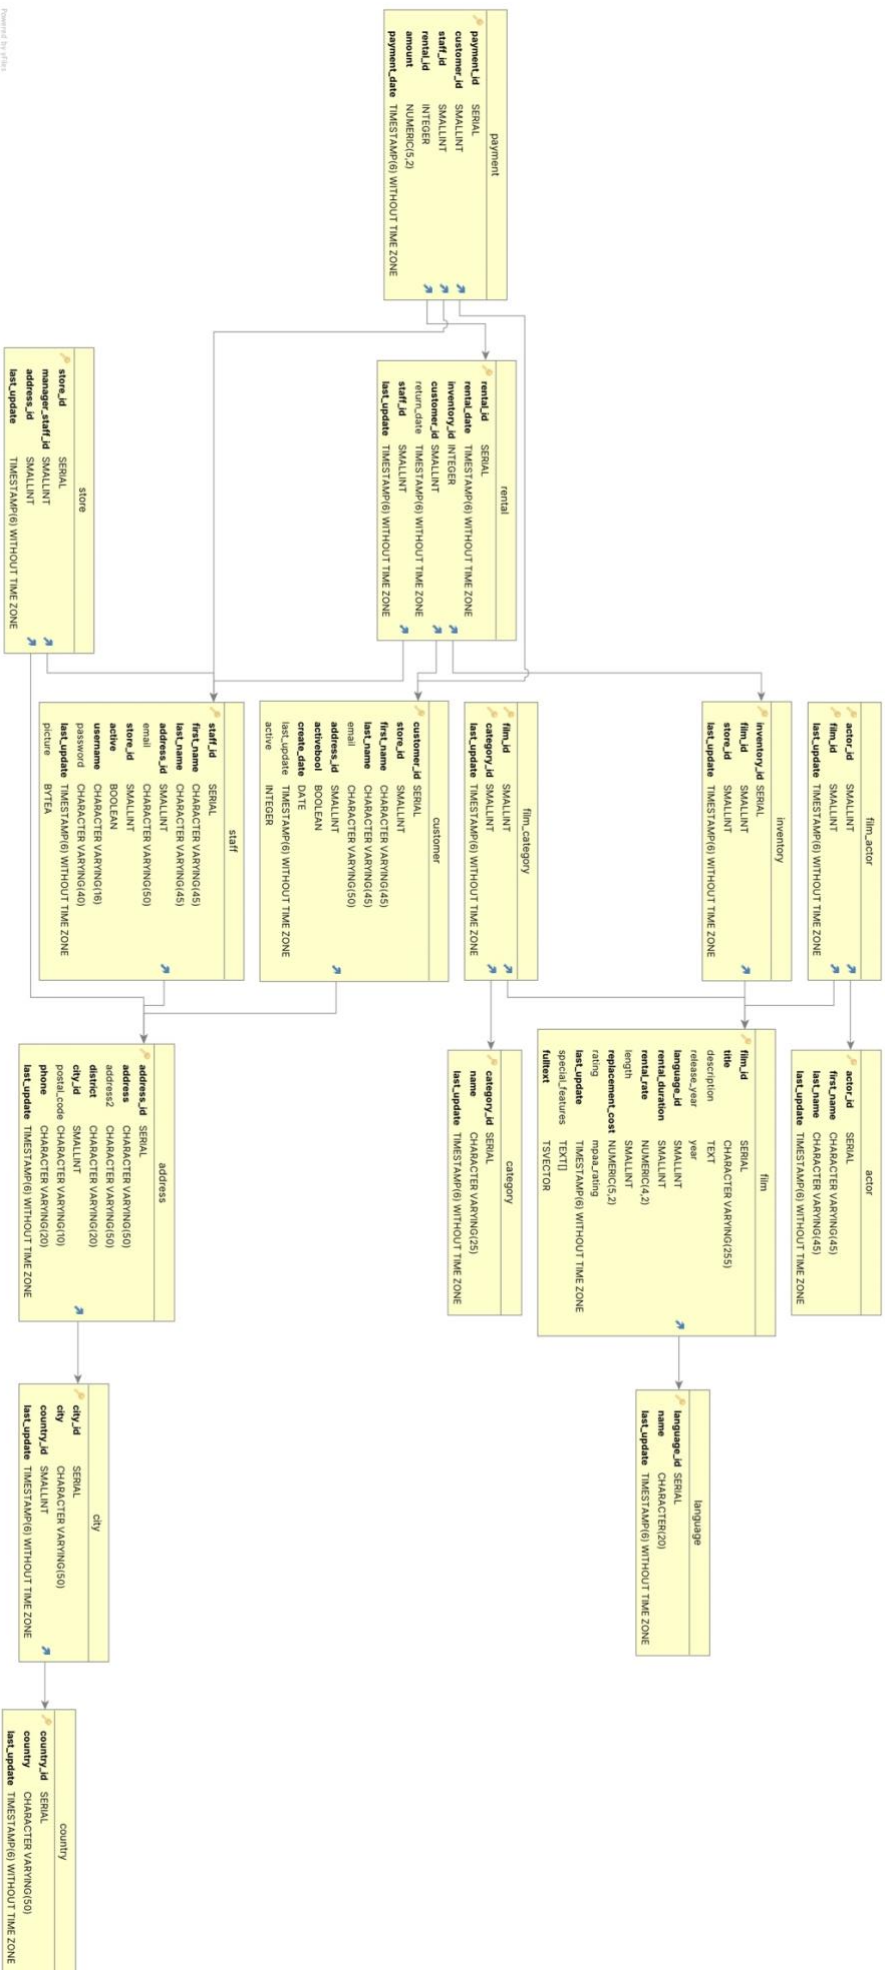 film_actor
actor_id SMALLINT
film_id SMALLINT
last_update TIMESTAMP(6) WITHOUT TIME ZONE
actor
actor_id SERIAL
first_name CHARACTER VARYING(45)
last_name CHARACTER VARYING(45)
last_update TIMESTAMP(6) WITHOUT TIME ZONE
inventory
inventory_id SERIAL
film_id SMALLINT
store_id SMALLINT
last_update TIMESTAMP(6) WITHOUT TIME ZONE
film
film_id SERIAL
title CHARACTER VARYING(255)
description TEXT
release_year year
language_id SMALLINT
rental_duration SMALLINT
rental_rate NUMERIC(4,2)
length SMALLINT
replacement_cost NUMERIC(5,2)
rating mpaa_rating
last_update TIMESTAMP(6) WITHOUT TIME ZONE
special_features TEXT[]
fulltext TSVECTOR
language
language_id SERIAL
name CHARACTER(20)
last_update TIMESTAMP(6) WITHOUT TIME ZONE
payment
payment_id SERIAL
customer_id SMALLINT
staff_id SMALLINT
rental_id INTEGER
amount NUMERIC(5,2)
payment_date TIMESTAMP(6) WITHOUT TIME ZONE
rental
rental_id SERIAL
rental_date TIMESTAMP(6) WITHOUT TIME ZONE
inventory_id INTEGER
customer_id SMALLINT
return_date TIMESTAMP(6) WITHOUT TIME ZONE
staff_id SMALLINT
last_update TIMESTAMP(6) WITHOUT TIME ZONE
film_category
film_id SMALLINT
category_id SMALLINT
last_update TIMESTAMP(6) WITHOUT TIME ZONE
category
category_id SERIAL
name CHARACTER VARYING(25)
last_update TIMESTAMP(6) WITHOUT TIME ZONE
customer
customer_id SERIAL
store_id SMALLINT
first_name CHARACTER VARYING(45)
last_name CHARACTER VARYING(45)
email CHARACTER VARYING(50)
address_id SMALLINT
activebool BOOLEAN
create_date DATE
last_update TIMESTAMP(6) WITHOUT TIME ZONE
active INTEGER
staff
staff_id SERIAL
first_name CHARACTER VARYING(45)
last_name CHARACTER VARYING(45)
address_id SMALLINT
email CHARACTER VARYING(50)
store_id SMALLINT
active BOOLEAN
username CHARACTER VARYING(16)
password CHARACTER VARYING(40)
last_update TIMESTAMP(6) WITHOUT TIME ZONE
picture BYTEA
store
store_id SERIAL
manager_staff_id SMALLINT
address_id SMALLINT
last_update TIMESTAMP(6) WITHOUT TIME ZONE
address
address_id SERIAL
address CHARACTER VARYING(50)
address2 CHARACTER VARYING(50)
district CHARACTER VARYING(20)
city_id SMALLINT
postal_code CHARACTER VARYING(10)
phone CHARACTER VARYING(20)
last_update TIMESTAMP(6) WITHOUT TIME ZONE
city
city_id SERIAL
city CHARACTER VARYING(50)
country_id SMALLINT
last_update TIMESTAMP(6) WITHOUT TIME ZONE
country
country_id SERIAL
country CHARACTER VARYING(50)
last_update TIMESTAMP(6) WITHOUT TIME ZONE
Powered by yFiles